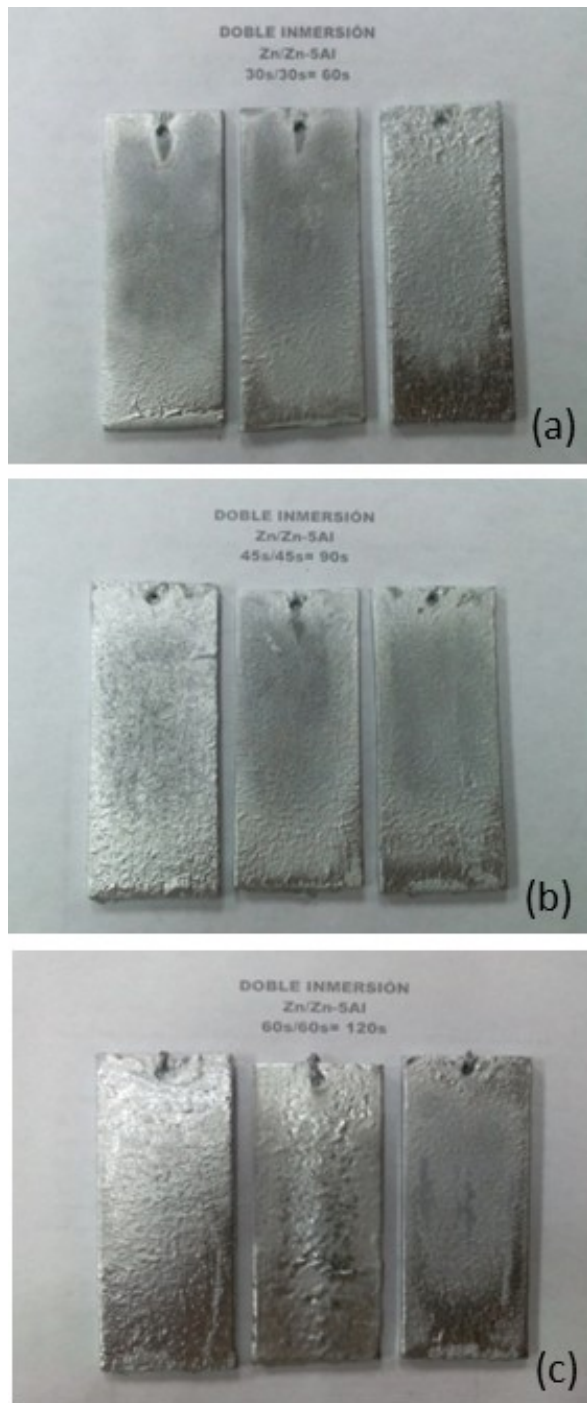 DOBLE INMERSIÓN
Zn/Zn-5Al
30s/30s= 60s
(a)
DOBLE INMERSIÓN
Zn/Zn-5Al
45s/45s= 90s
(b)
DOBLE INMERSIÓN
Zn/Zn-5Al
60s/60s= 120s
(c)